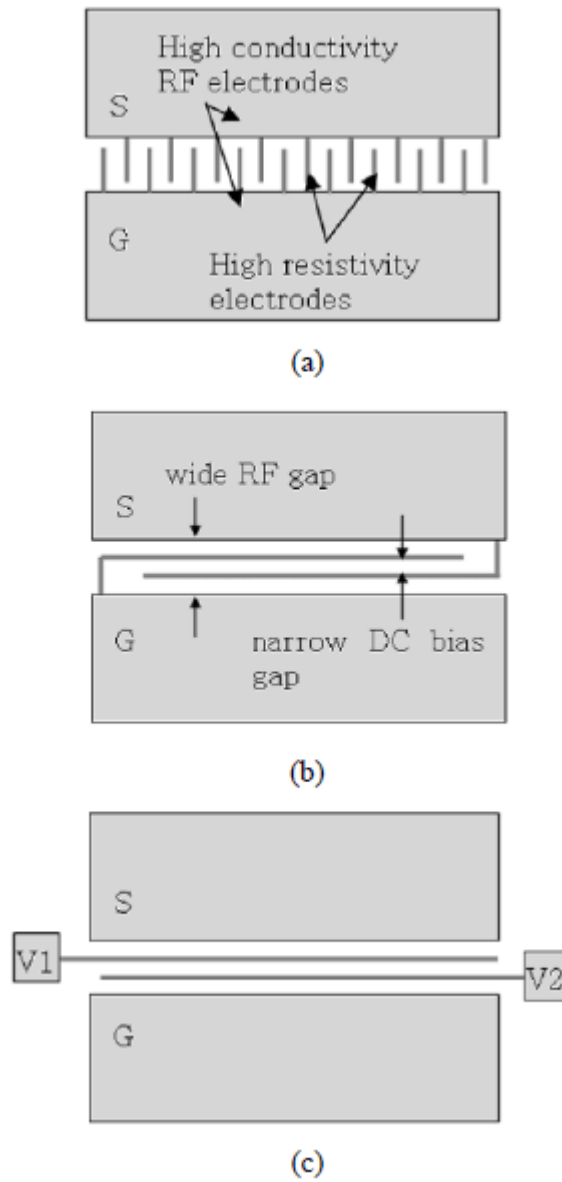 High conductivity
RF electrodes
S
G
High resistivity
electrodes
(a)
wide RF gap
S
G
narrow DC bias
gap
(b)
S
V1
V2
G
(c)